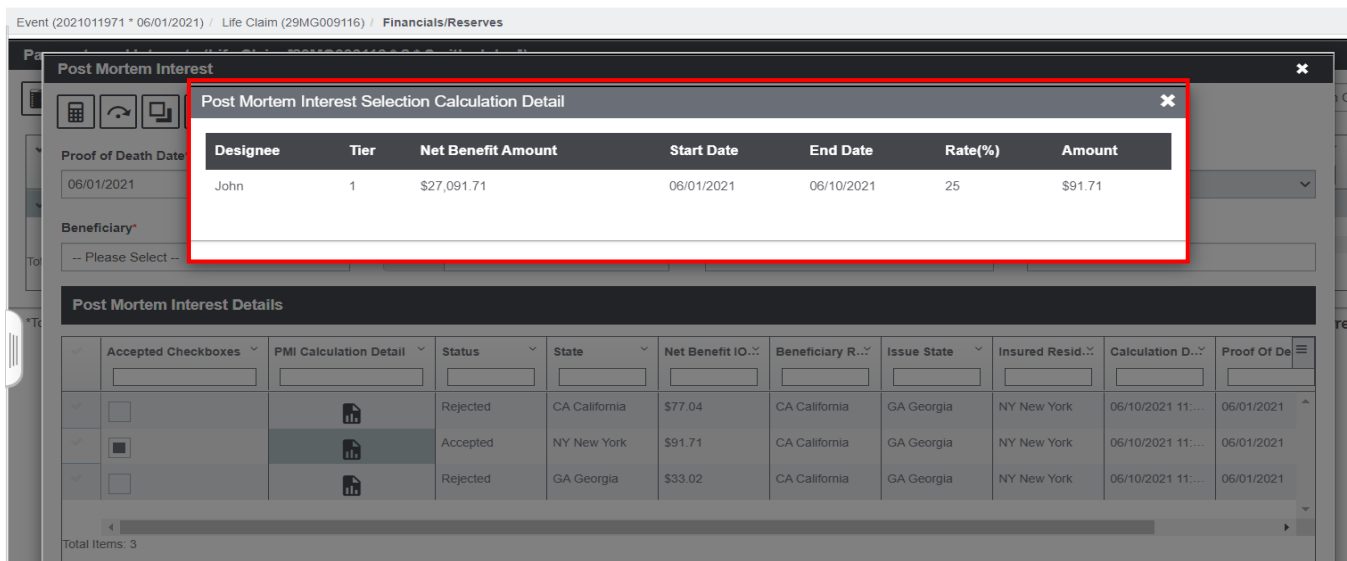 Event (2021011971 * 06/01/2021) / Life Claim (29MG009116) / Financials/Reserves
Post Mortem Interest
Post Mortem Interest Selection Calculation Detail
Designee Tier Net Benefit Amount Start Date End Date Rate(%) Amount
John 1 $27,091.71 06/01/2021 06/10/2021 25 $91.71
Proof of Death Date*
06/01/2021
Beneficiary*
-- Please Select --
Post Mortem Interest Details
Accepted Checkboxes PMI Calculation Detail Status State Net Benefit IO... Beneficiary R... Issue State Insured Resid... Calculation D... Proof Of De
Rejected CA California $77.04 CA California GA Georgia NY New York 06/10/2021 11:... 06/01/2021
Accepted NY New York $91.71 CA California GA Georgia NY New York 06/10/2021 11:... 06/01/2021
Rejected GA Georgia $33.02 CA California GA Georgia NY New York 06/10/2021 11:... 06/01/2021
Total Items: 3